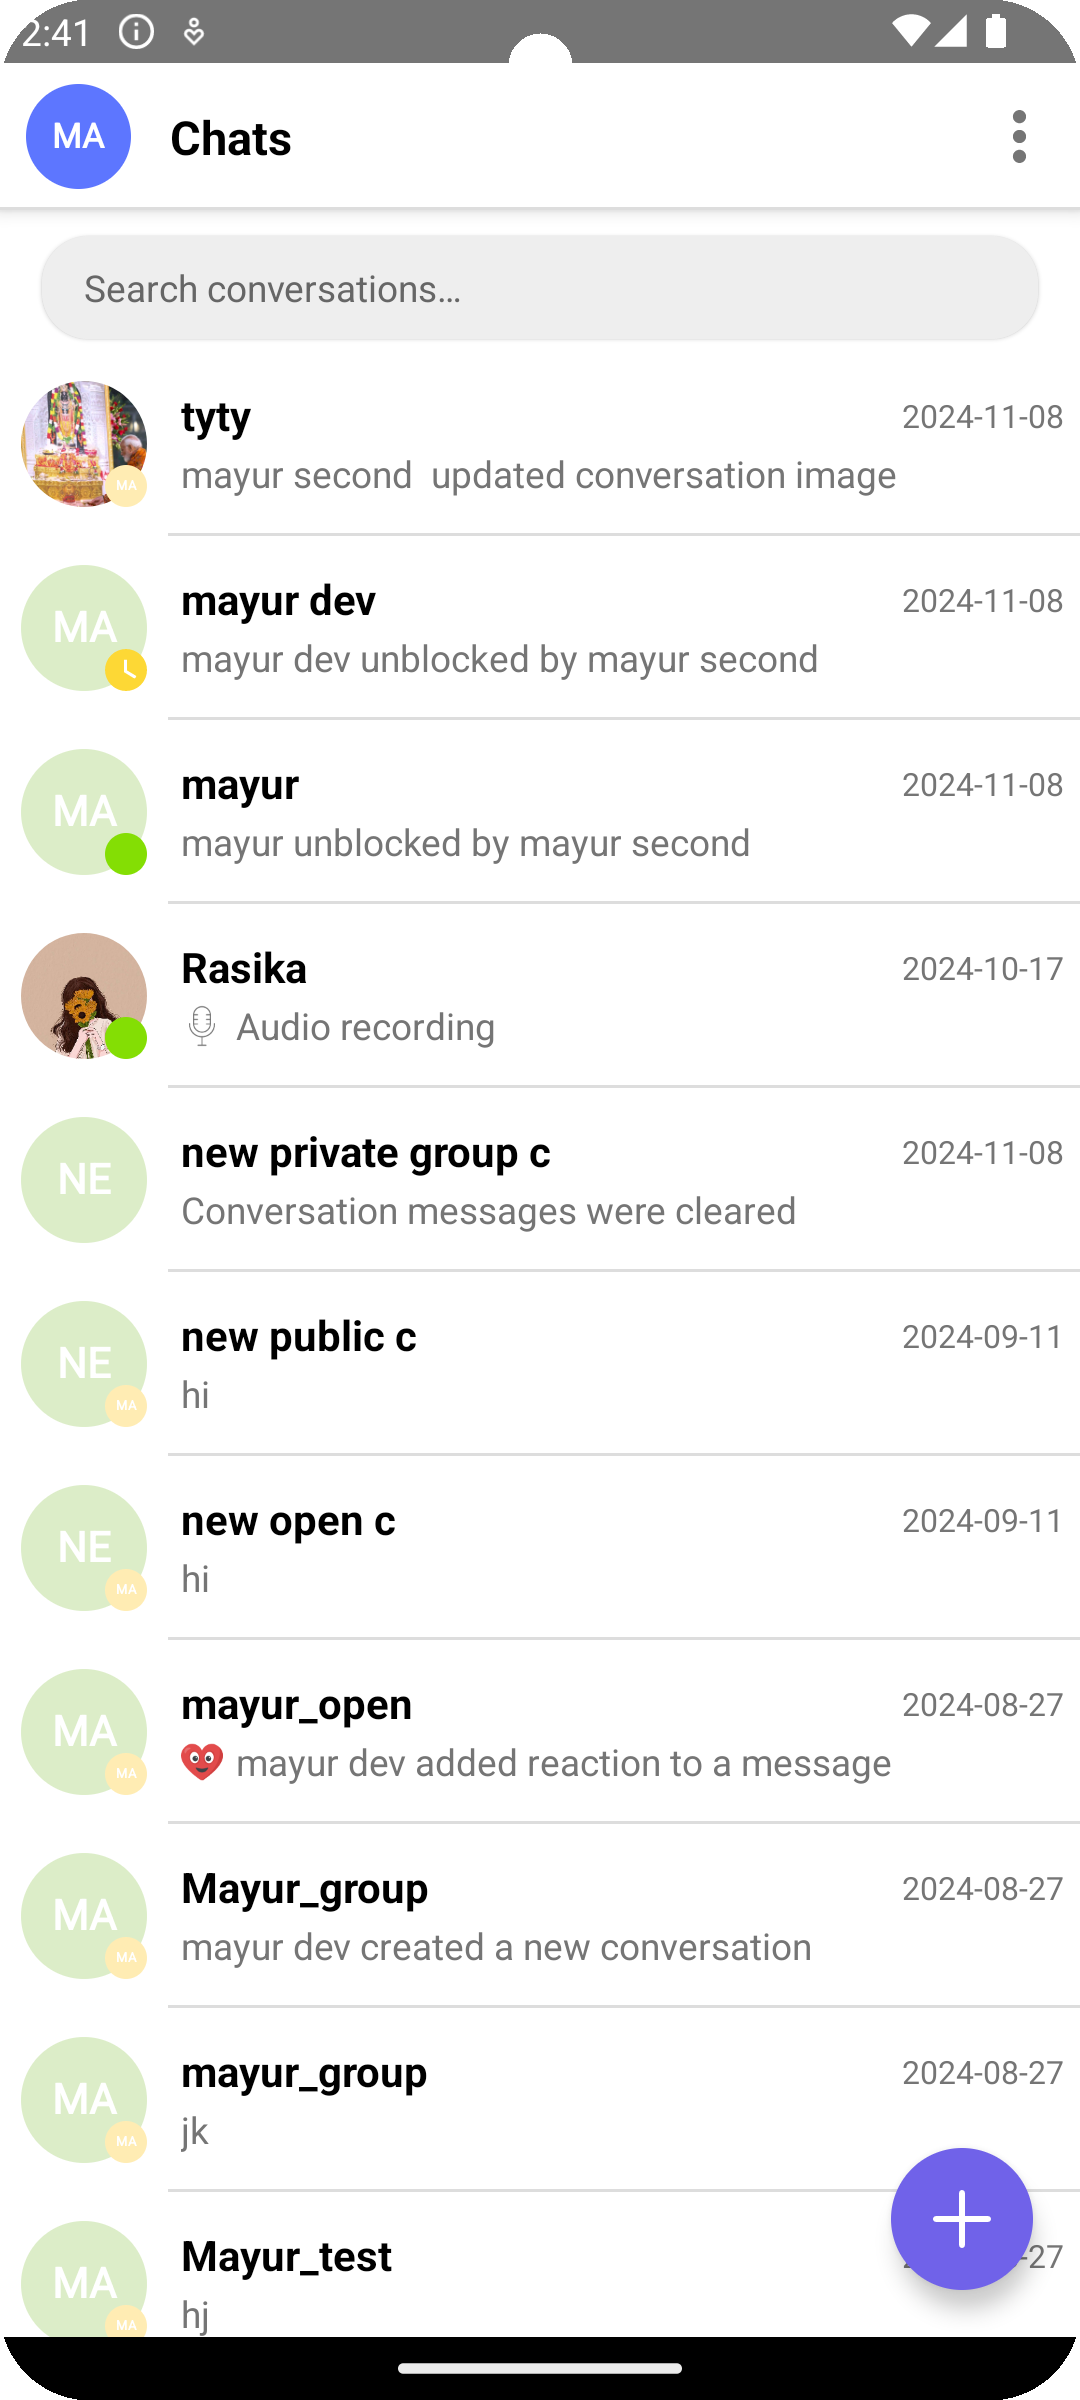 2:41
MA
Chats
Search conversations...
tyty
2024-11-08
mayur second  updated conversation image
MA
MA
mayur dev
2024-11-08
mayur dev unblocked by mayur second
MA
mayur
2024-11-08
mayur unblocked by mayur second
Rasika
2024-10-17
Audio recording
NE
new private group c
2024-11-08
Conversation messages were cleared
NE
MA
new public c
2024-09-11
hi
NE
MA
new open c
2024-09-11
hi
MA
MA
mayur_open
2024-08-27
mayur dev added reaction to a message
MA
MA
Mayur_group
2024-08-27
mayur dev created a new conversation
MA
MA
mayur_group
2024-08-27
jk
MA
MA
Mayur_test
-27
hj